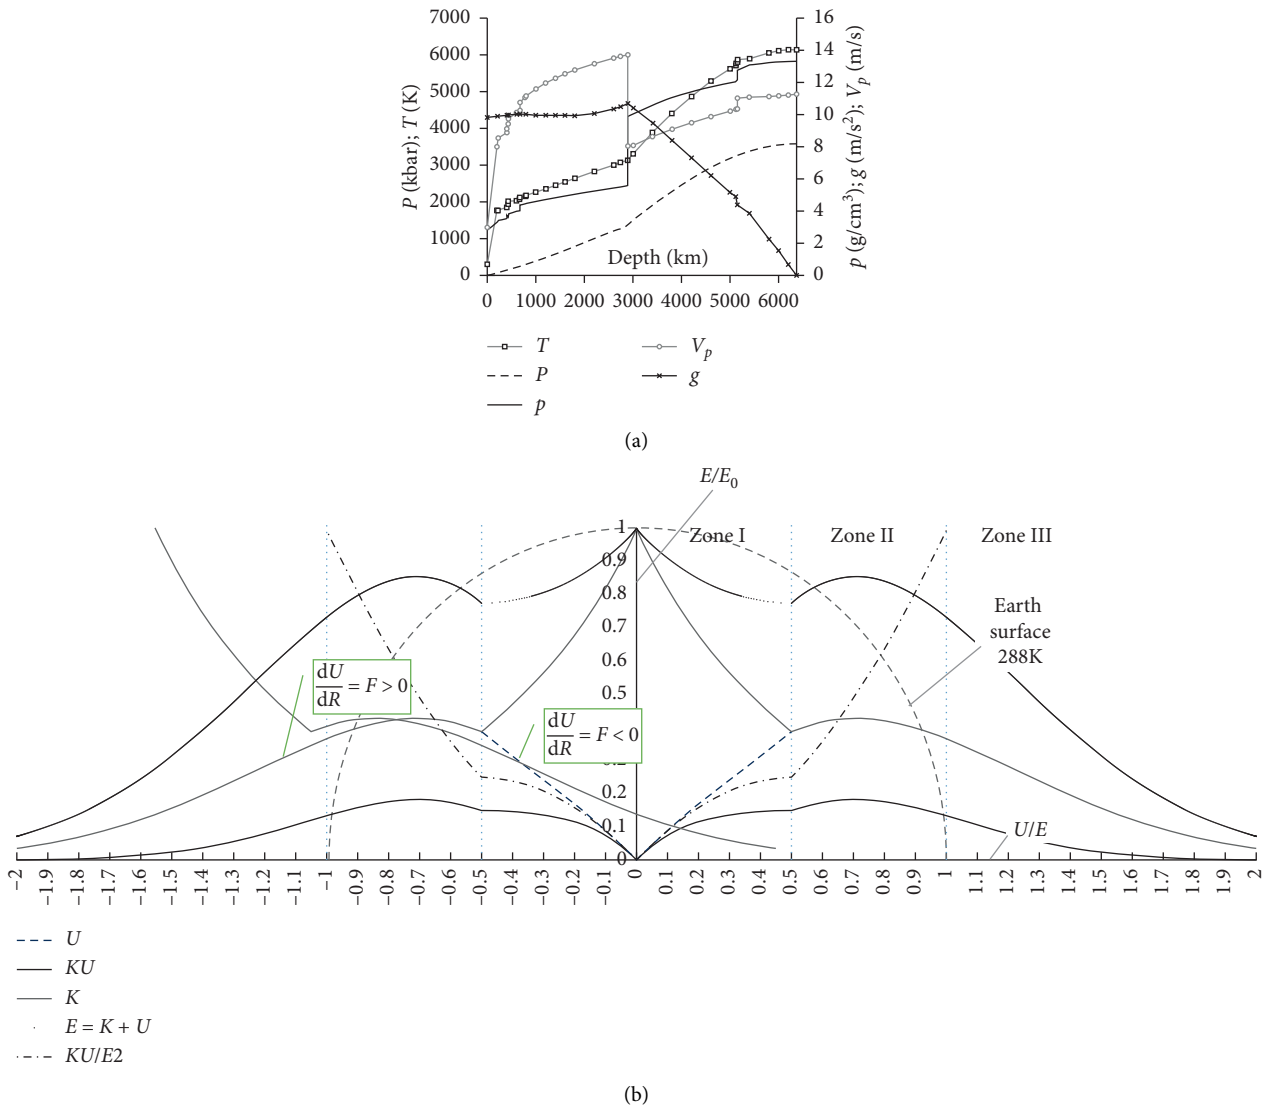 7000
6000
5000
4000
3000
2000
1000
0
P (kbar); T (K)
16
14
12
10
8
6
4
2
0
p (g/cm³); g (m/s²); Vp (m/s)
Depth (km)
0 1000 2000 3000 4000 5000 6000
T
P
p
Vp
g
(a)
E/E0
Zone I
Zone II
Zone III
1
0.9
0.8
0.7
0.6
0.5
0.2
0.1
0
Earth
surface
288K
dU/dR = F > 0
dU/dR = F < 0
U/E
−2 −1.9 −1.8 −1.7 −1.6 −1.5 −1.4 −1.3 −1.2 −1.1 −1 −0.9 −0.8 −0.7 −0.6 −0.5 −0.4 −0.3 −0.2 −0.1 0 0.1 0.2 0.3 0.4 0.5 0.6 0.7 0.8 0.9 1 1.1 1.2 1.3 1.4 1.5 1.6 1.7 1.8 1.9 2
U
KU
K
E = K + U
KU/E2
(b)